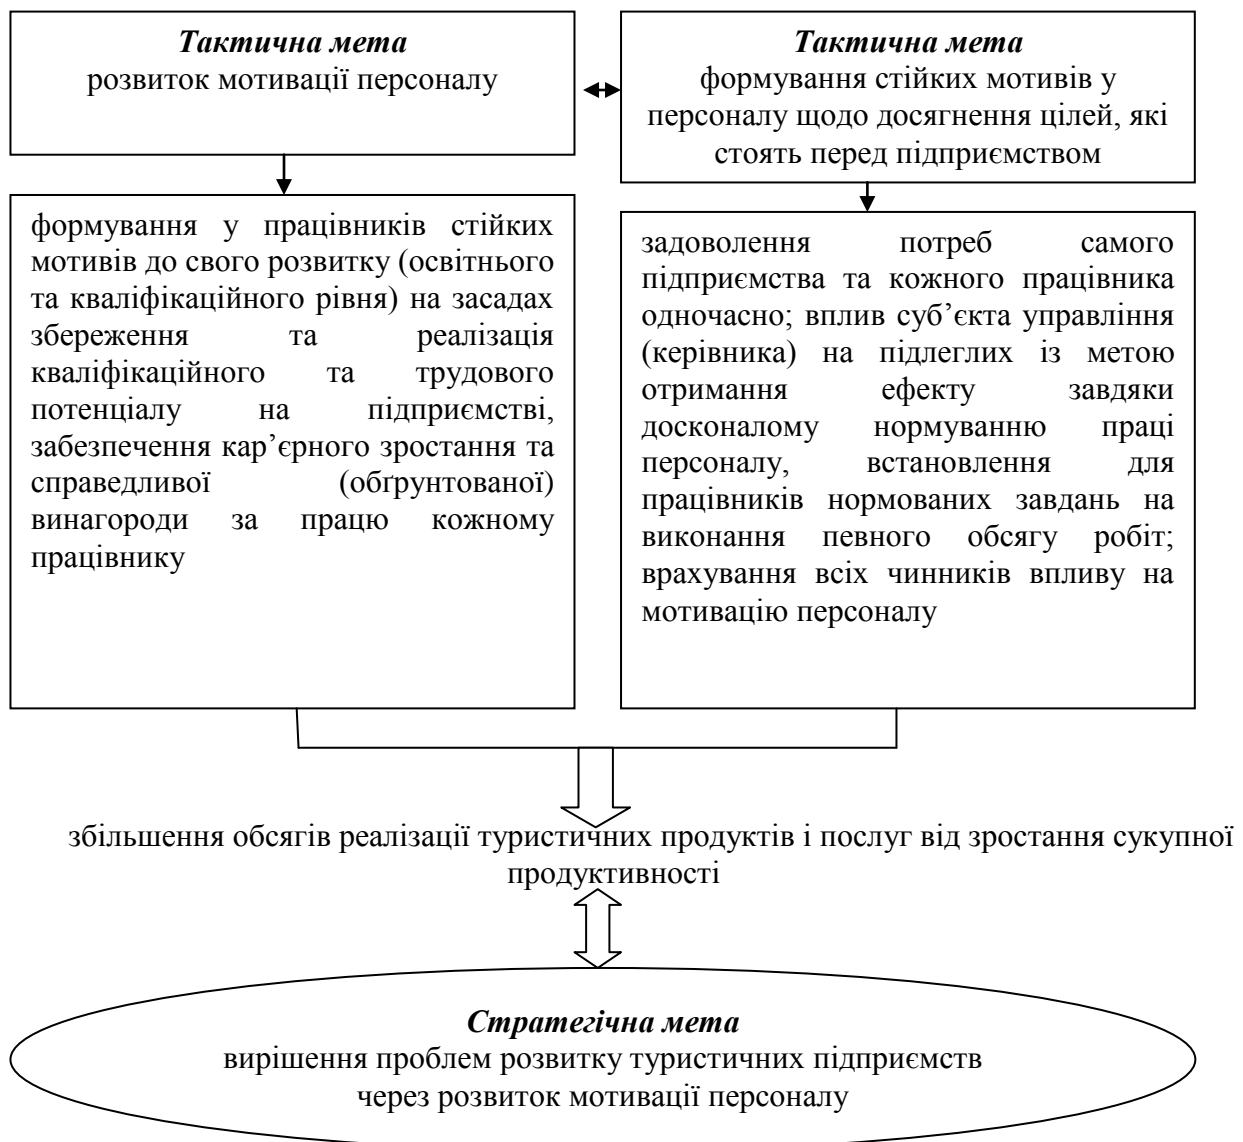 Тактична мета
розвиток мотивації персоналу
Тактична мета
формування стійких мотивів у
персоналу щодо досягнення цілей, які
стоять перед підприємством
формування у працівників стійких
мотивів до свого розвитку (освітнього
та кваліфікаційного рівня) на засадах
збереження та реалізація
кваліфікаційного та трудового
потенціалу на підприємстві,
забезпечення кар’єрного зростання та
справедливої (обґрунтованої)
винагороди за працю кожному
працівнику
задоволення потреб самого
підприємства та кожного працівника
одночасно; вплив суб’єкта управління
(керівника) на підлеглих із метою
отримання ефекту завдяки
досконалому нормуванню праці
персоналу, встановлення для
працівників нормованих завдань на
виконання певного обсягу робіт;
врахування всіх чинників впливу на
мотивацію персоналу
збільшення обсягів реалізації туристичних продуктів і послуг від зростання сукупної
продуктивності
Стратегічна мета
вирішення проблем розвитку туристичних підприємств
через розвиток мотивації персоналу